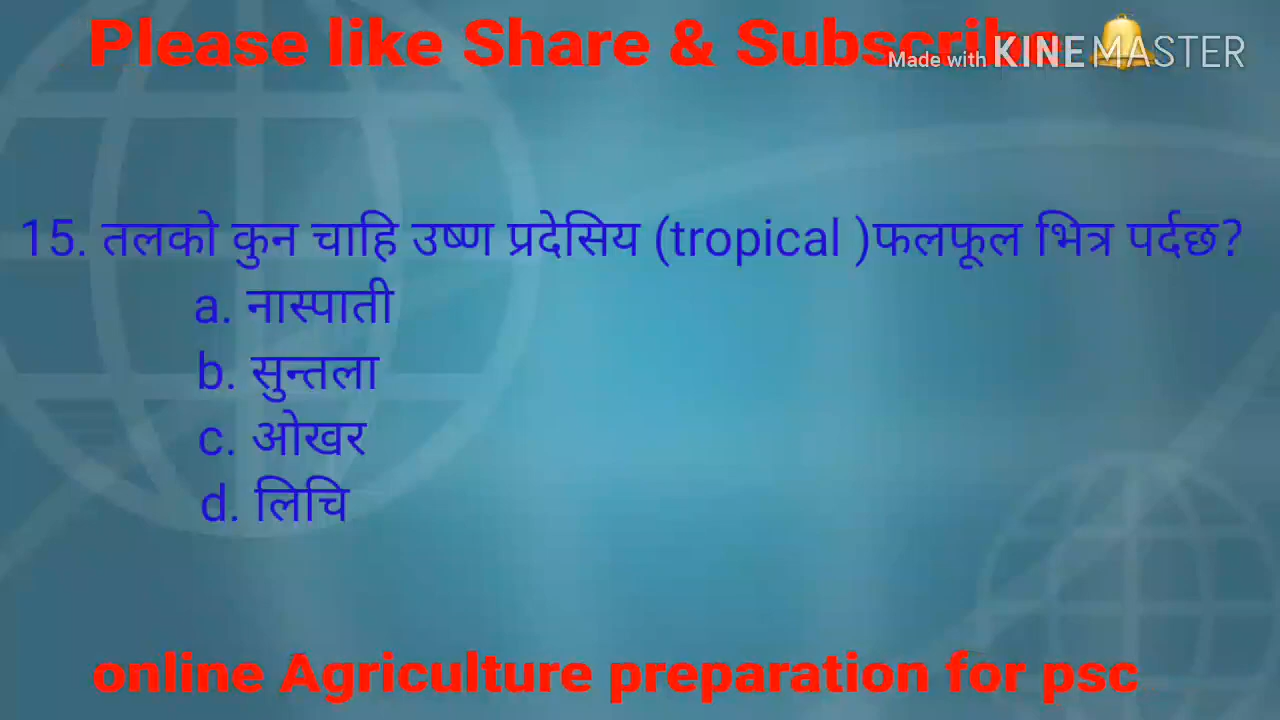 Please like Share & Subscribe 🔔
Made with KINEMASTER
15. तलको कुन चाहि उष्ण प्रदेसिय (tropical )फलफूल भित्र पर्दछ?
a. नास्पाती
b. सुन्तला
c. ओखर
d. लिचि
online Agriculture preparation for psc